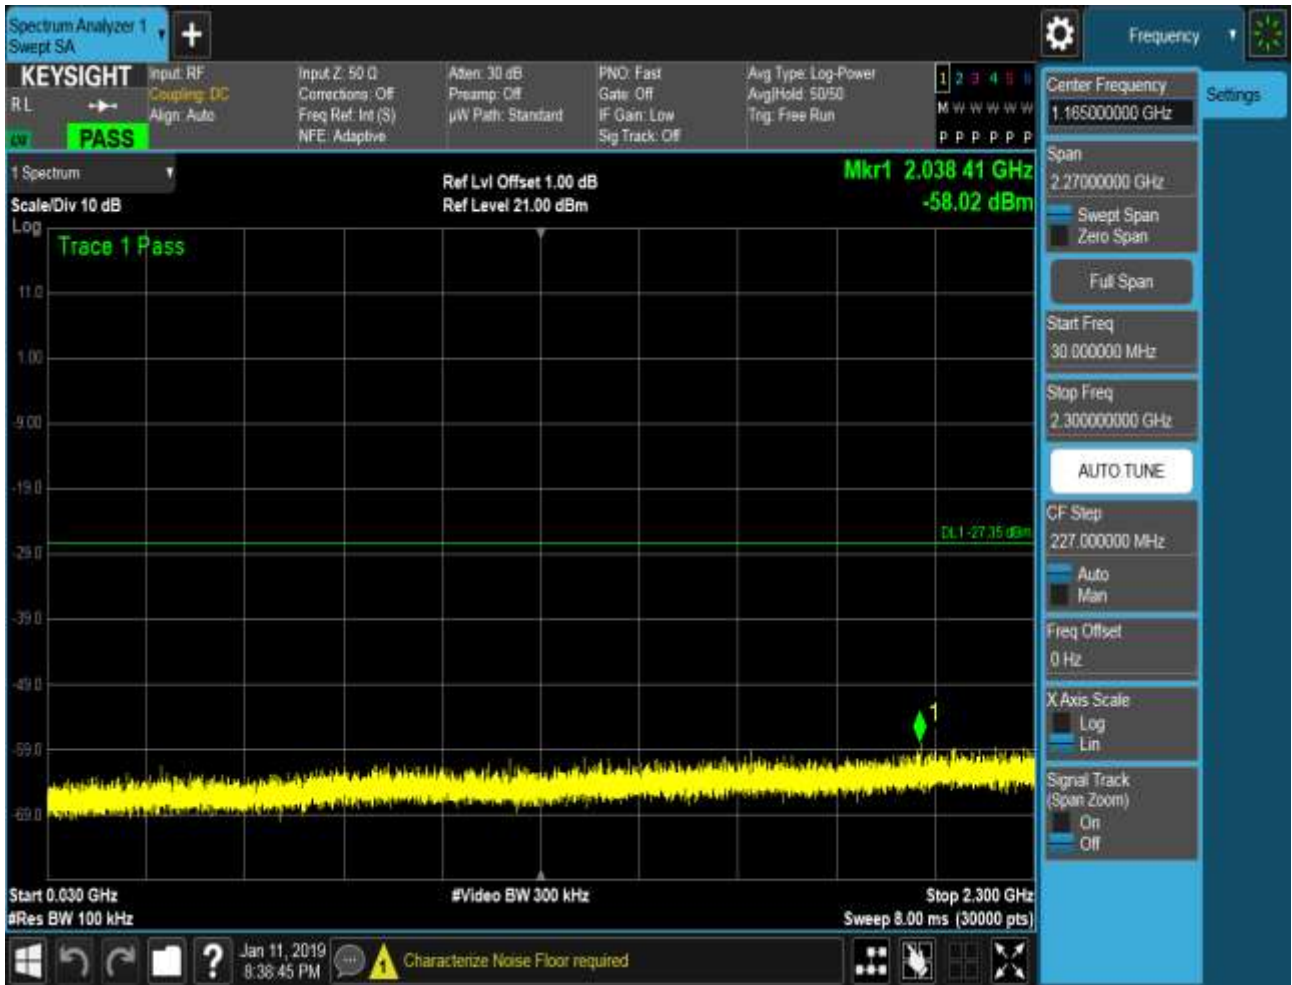 Spectrum Analyzer 1
Swept SA
Frequency
KEYSIGHT
R L
PASS
Input: RF
Coupling: DC
Align: Auto
Input Z: 50 Ω
Corrections: Off
Freq Ref: Int (S)
NFE: Adaptive
Atten: 30 dB
Preamp: Off
µW Path: Standard
PNO: Fast
Gate: Off
IF Gain: Low
Sig Track: Off
Avg Type: Log-Power
Avg|Hold: 50/50
Trig: Free Run
1 2 3 4 5 6
M W W W W W
P P P P P P
1 Spectrum
Scale/Div 10 dB
Ref Lvl Offset 1.00 dB
Ref Level 21.00 dBm
Mkr1 2.038 41 GHz
-58.02 dBm
Log
Trace 1 Pass
11.0
1.00
-9.00
-19.0
DL1 -27.35 dBm
-29.0
-39.0
-49.0
1
-59.0
-69.0
Start 0.030 GHz
#Video BW 300 kHz
Stop 2.300 GHz
#Res BW 100 kHz
Sweep 8.00 ms (30000 pts)
Jan 11, 2019
8:38:45 PM
1
Characterize Noise Floor required
Center Frequency
1.165000000 GHz
Settings
Span
2.27000000 GHz
Swept Span
Zero Span
Full Span
Start Freq
30.000000 MHz
Stop Freq
2.300000000 GHz
AUTO TUNE
CF Step
227.000000 MHz
Auto
Man
Freq Offset
0 Hz
X Axis Scale
Log
Lin
Signal Track
(Span Zoom)
On
Off